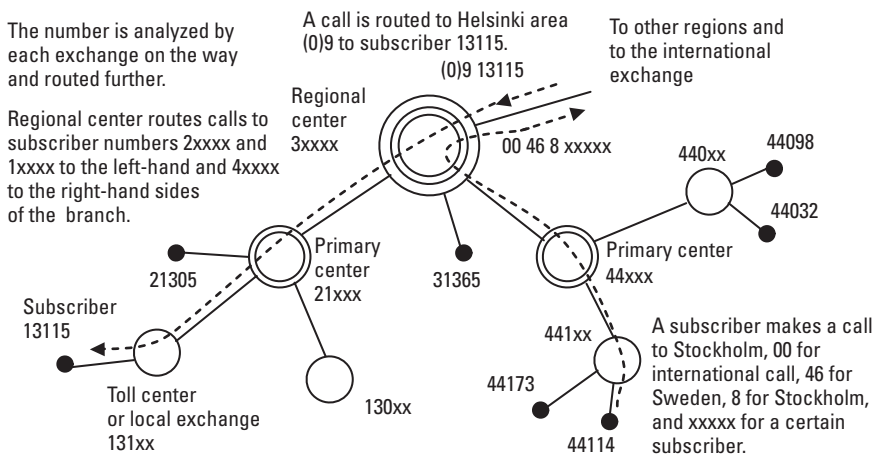 The number is analyzed by
each exchange on the way
and routed further.
Regional center routes calls to
subscriber numbers 2xxxx and
1xxxx to the left-hand and 4xxxx
to the right-hand sides
of the branch.
A call is routed to Helsinki area
(0)9 to subscriber 13115.
(0)9 13115
To other regions and
to the international
exchange
Regional
center
3xxxx
00 46 8 xxxxx
440xx
44098
44032
21305
Primary
center
21xxx
31365
Primary center
44xxx
Subscriber
13115
Toll center
or local exchange
131xx
130xx
441xx
44173
44114
A subscriber makes a call
to Stockholm, 00 for
international call, 46 for
Sweden, 8 for Stockholm,
and xxxxx for a certain
subscriber.